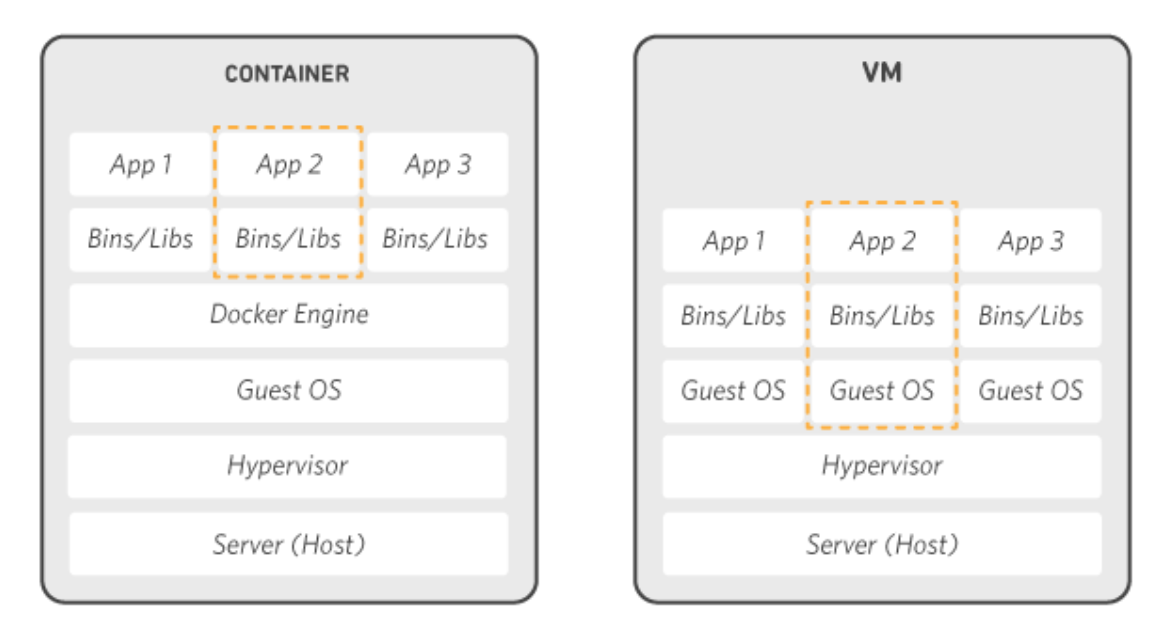 CONTAINER
App 1 App 2 App 3
Bins/Libs Bins/Libs Bins/Libs
Docker Engine
Guest OS
Hypervisor
Server (Host)
VM
App 1 App 2 App 3
Bins/Libs Bins/Libs Bins/Libs
Guest OS Guest OS Guest OS
Hypervisor
Server (Host)